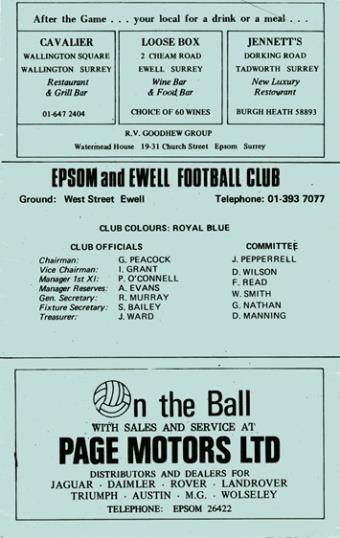 After the Game . . . your local for a drink or a meal . . .
CAVALIER
WALLINGTON SQUARE
WALLINGTON SURREY
Restaurant
& Grill Bar
01-647 2404
LOOSE BOX
2 CHEAM ROAD
EWELL SURREY
Wine Bar
& Food Bar
CHOICE OF 60 WINES
JENNETT'S
DORKING ROAD
TADWORTH SURREY
New Luxury
Restaurant
BURGH HEATH 58893
R.V. GOODHEW GROUP
Watermead House 19-31 Church Street Epsom Surrey
EPSOM and EWELL FOOTBALL CLUB
Ground: West Street Ewell Telephone: 01-393 7077
CLUB COLOURS: ROYAL BLUE
CLUB OFFICIALS
Chairman: G. PEACOCK
Vice Chairman: I. GRANT
Manager 1st XI: P. O'CONNELL
Manager Reserves: A. EVANS
Gen. Secretary: R. MURRAY
Fixture Secretary: S. BAILEY
Treasurer: J. WARD
COMMITTEE
J. PEPPERRELL
D. WILSON
F. READ
W. SMITH
G. NATHAN
D. MANNING
On the Ball
WITH SALES AND SERVICE AT
PAGE MOTORS LTD
DISTRIBUTORS AND DEALERS FOR
JAGUAR - DAIMLER - ROVER - LANDROVER
TRIUMPH - AUSTIN - M.G. - WOLSELEY
TELEPHONE: EPSOM 26422